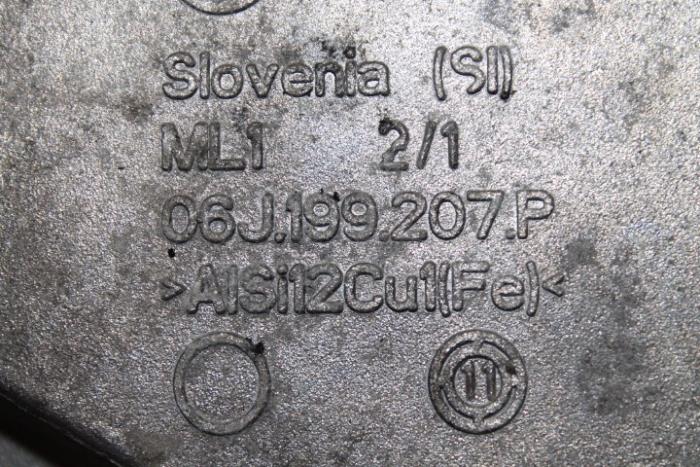 Slovenia (SI)
ML1 2/1
06J.199.207.P
>AlSi12Cu1(Fe)<
11